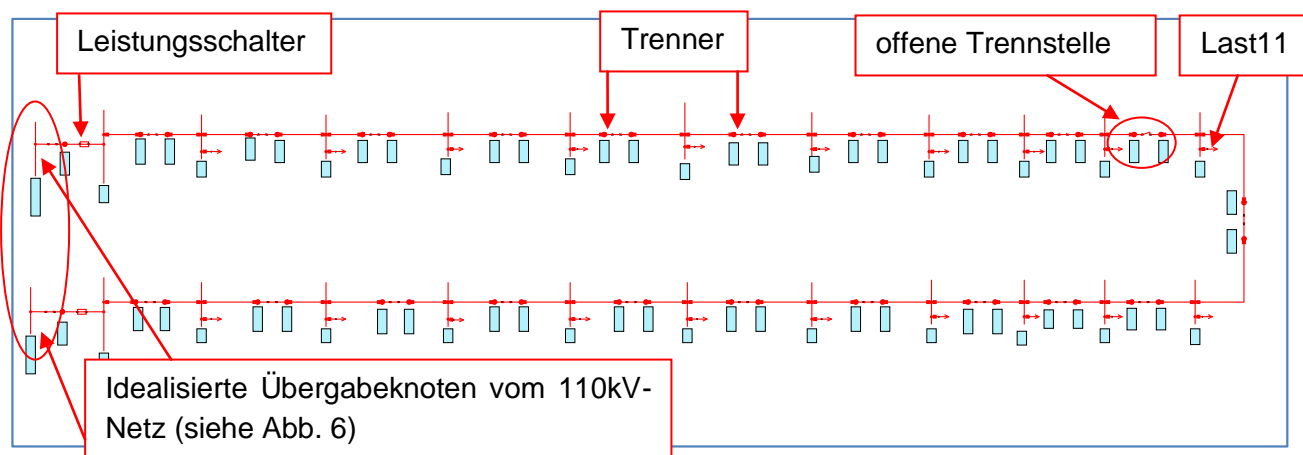 Leistungsschalter
Trenner
offene Trennstelle
Last11
Idealisierte Übergabeknoten vom 110kV-
Netz (siehe Abb. 6)